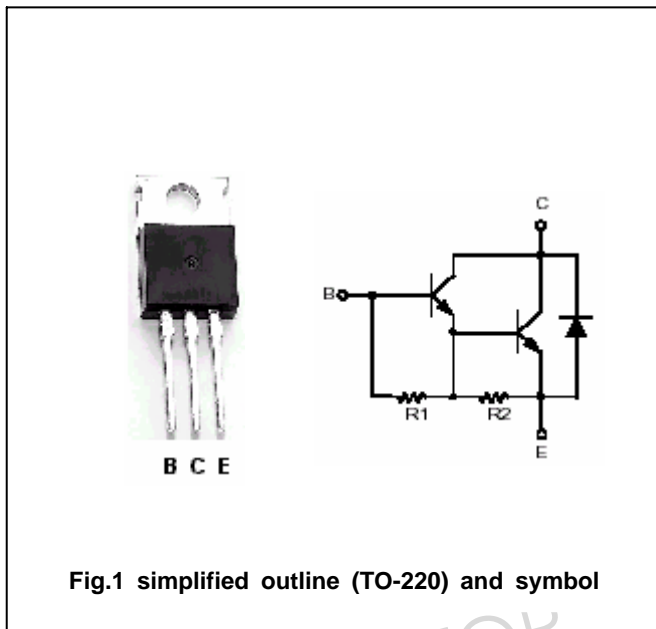 C
B
R1
R2
E
B C E
Fig.1 simplified outline (TO-220) and symbol